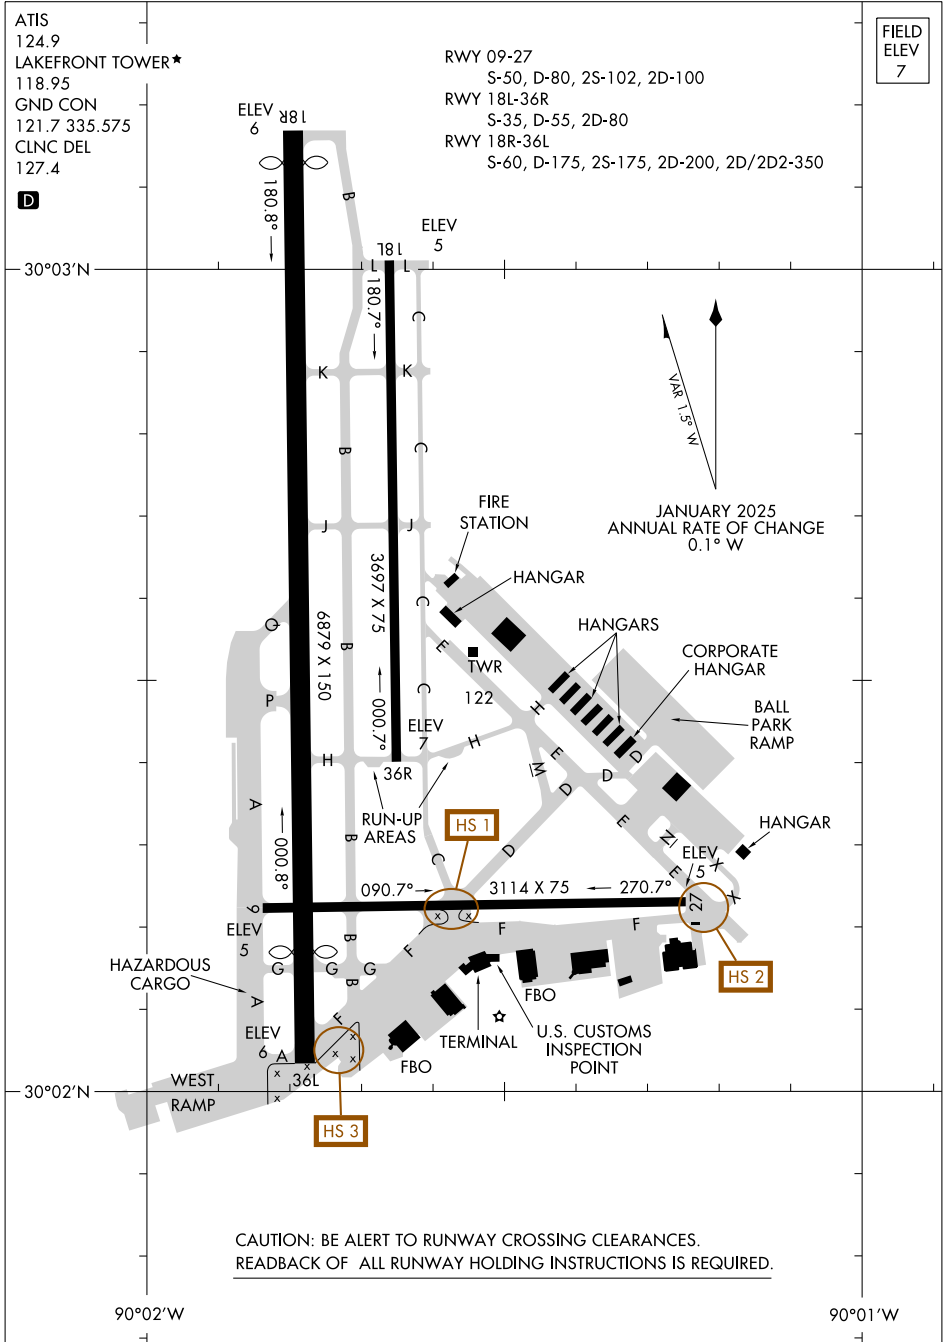 ATIS
124.9
LAKEFRONT TOWER★
118.95
GND CON
121.7 335.575
CLNC DEL
127.4
D
RWY 09-27
S-50, D-80, 2S-102, 2D-100
RWY 18L-36R
S-35, D-55, 2D-80
RWY 18R-36L
S-60, D-175, 2S-175, 2D-200, 2D/2D2-350
FIELD
ELEV
7
ELEV
6
18R
180.8°
B
ELEV
5
18L
30°03'N
L
L
180.7°
C
K
K
VAR 1.5° W
B
C
JANUARY 2025
ANNUAL RATE OF CHANGE
0.1° W
FIRE
STATION
J
J
HANGAR
3697 X 75
C
6879 X 150
Q
B
E
HANGARS
TWR
122
CORPORATE
HANGAR
P
C
000.7°
H
BALL
PARK
RAMP
ELEV
7
H
H
E
D
M
36R
D
D
RUN-UP
AREAS
A
000.8°
B
C
HS 1
D
E
N
HANGAR
ELEV
5
X
E
X
9
090.7°
3114 X 75
270.7°
27
ELEV
5
B
F
F
F
HAZARDOUS
CARGO
G
G
G
B
HS 2
A
FBO
F
ELEV
6
A
TERMINAL
U.S. CUSTOMS
INSPECTION
POINT
FBO
WEST
RAMP
36L
x
x
x
x
x
x
x
x
30°02'N
HS 3
CAUTION: BE ALERT TO RUNWAY CROSSING CLEARANCES.
READBACK OF ALL RUNWAY HOLDING INSTRUCTIONS IS REQUIRED.
90°02'W
90°01'W